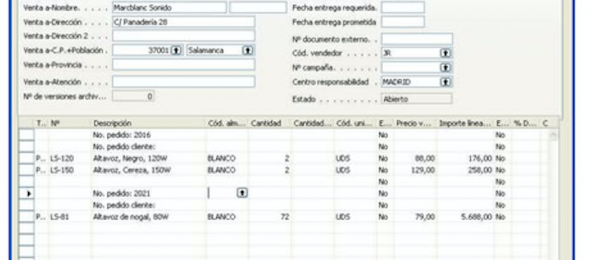 Venta a-Nombre. . . . . Marcblanc Sonido Fecha entrega requerida.
Venta a-Dirección . . . . C/ Panadería 28 Fecha entrega prometida
Venta a-Dirección 2 . . . Nº documento externo. .
Venta a-C.P.+Población. 37001 Salamanca Cód. vendedor . . . JR
Venta a-Provincia . . . . Nº campaña. . . . . . .
Venta a-Atención . . . . Centro responsabilidad . MADRID
Nº de versiones archiv... 0 Estado . . . . . . . . Abierto
T.. Nº Descripción Cód. alm... Cantidad Cantidad... Cód. uni... E... Precio v... Importe línea... E... % D... C
No. pedido: 2016 No No
No. pedido cliente: No No
P.. LS-120 Altavoz, Negro, 120W BLANCO 2 UDS No 88,00 176,00 No
P.. LS-150 Altavoz, Cereza, 150W BLANCO 2 UDS No 129,00 258,00 No
No No
No. pedido: 2021 No No
No. pedido cliente: No No
P.. LS-81 Altavoz de nogal, 80W BLANCO 72 UDS No 79,00 5.688,00 No